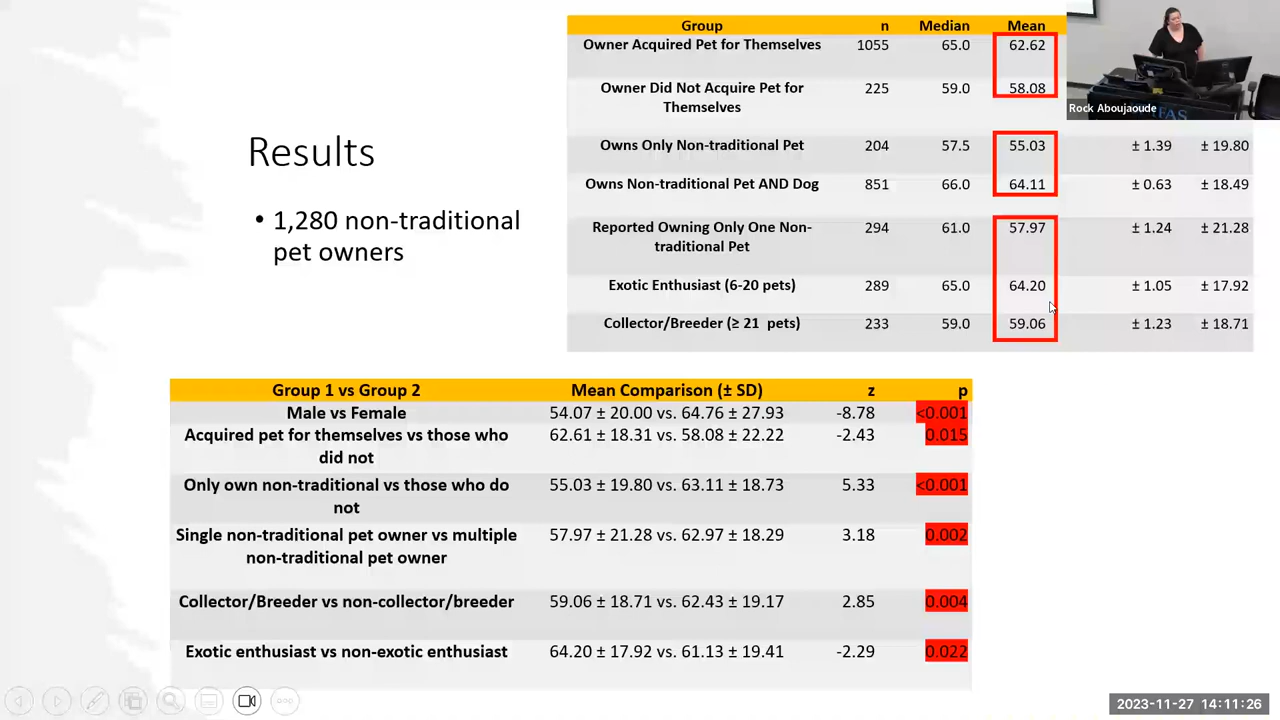 Results
• 1,280 non-traditional
pet owners
Group n Median Mean
Owner Acquired Pet for Themselves 1055 65.0 62.62
Owner Did Not Acquire Pet for
Themselves 225 59.0 58.08
Owns Only Non-traditional Pet 204 57.5 55.03 ± 1.39 ± 19.80
Owns Non-traditional Pet AND Dog 851 66.0 64.11 ± 0.63 ± 18.49
Reported Owning Only One Non-
traditional Pet 294 61.0 57.97 ± 1.24 ± 21.28
Exotic Enthusiast (6-20 pets) 289 65.0 64.20 ± 1.05 ± 17.92
Collector/Breeder (≥ 21 pets) 233 59.0 59.06 ± 1.23 ± 18.71
Rock Aboujaoude
IFAS
Group 1 vs Group 2 Mean Comparison (± SD) z p
Male vs Female 54.07 ± 20.00 vs. 64.76 ± 27.93 -8.78 <0.001
Acquired pet for themselves vs those who
did not 62.61 ± 18.31 vs. 58.08 ± 22.22 -2.43 0.015
Only own non-traditional vs those who do
not 55.03 ± 19.80 vs. 63.11 ± 18.73 5.33 <0.001
Single non-traditional pet owner vs multiple
non-traditional pet owner 57.97 ± 21.28 vs. 62.97 ± 18.29 3.18 0.002
Collector/Breeder vs non-collector/breeder 59.06 ± 18.71 vs. 62.43 ± 19.17 2.85 0.004
Exotic enthusiast vs non-exotic enthusiast 64.20 ± 17.92 vs. 61.13 ± 19.41 -2.29 0.022
2023-11-27 14:11:26